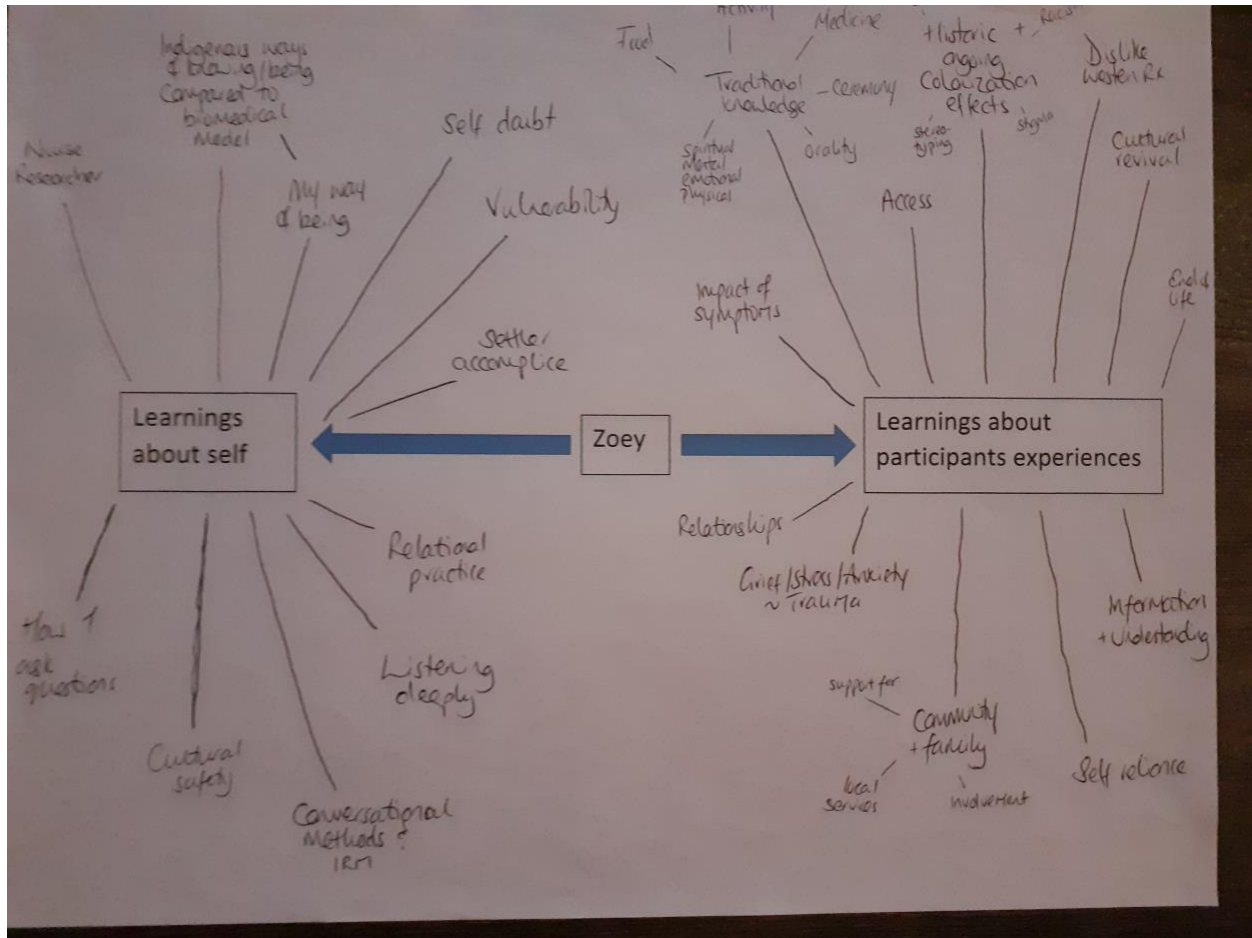 Activity
Medicine
Food
Traditional
knowledge
- Ceremony
Orality
Spiritual
Mental
emotional
Physical
+Historic +
ongoing
Colonization
effects
stereo-
typing
stigma
Dislike
Western Rx
Cultural
revival
Access
End of
Life
Impact of
symptoms
Indigenous ways
of knowing/being
Compared to
biomedical
Model
Nurse
Researcher
My way
of being
Self doubt
Vulnerability
Settler
accomplice
Learnings
about self
Zoey
Learnings about
participants experiences
Relational
practice
Listening
deeply
How I
ask
questions
Cultural
safety
Conversational
Methods &
IRM
Relationships
Grief/Stress/Anxiety
~ Trauma
Information
+ Understanding
support for
Community
+ family
local
services
involvement
Self reliance